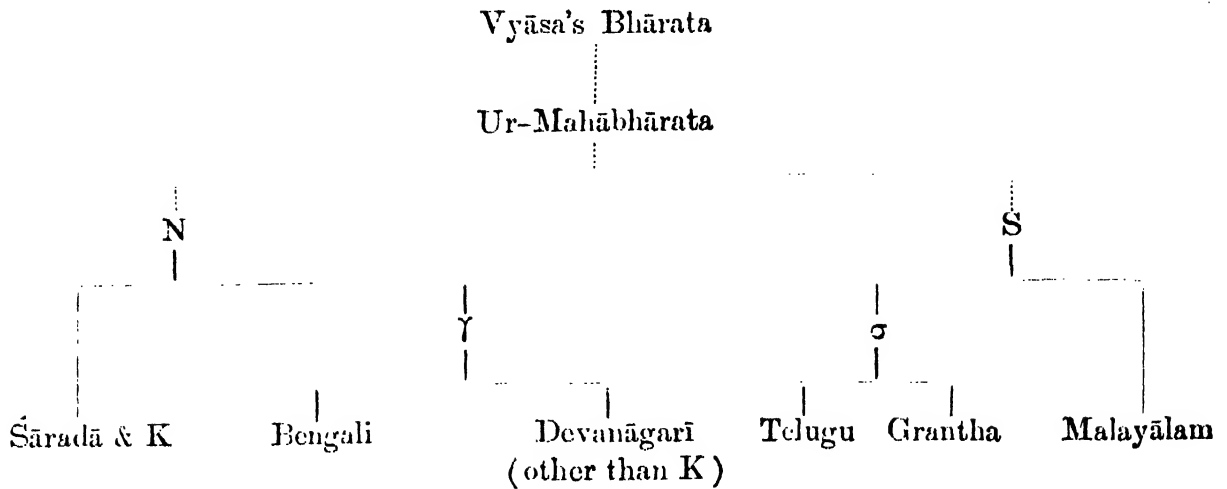 Vyāsa's Bhārata
Ur-Mahābhārata
N S
γ σ
Śāradā & K Bengali Devanāgarī Telugu Grantha Malayālam
(other than K)